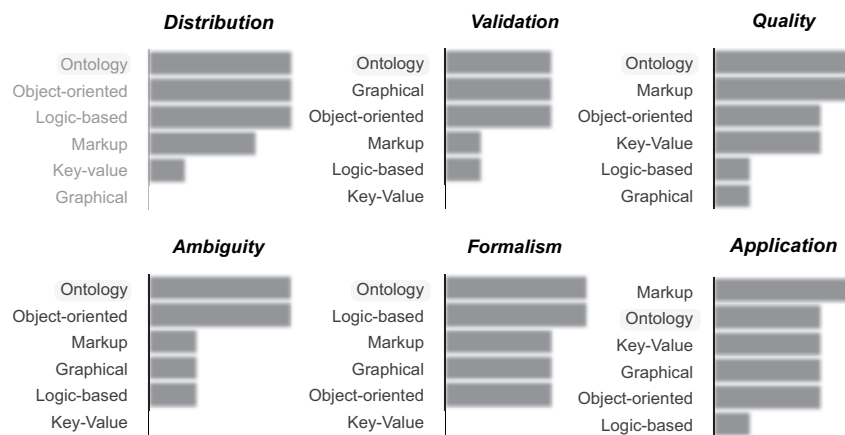 Distribution
Ontology
Object-oriented
Logic-based
Markup
Key-value
Graphical
Validation
Ontology
Graphical
Object-oriented
Markup
Logic-based
Key-Value
Quality
Ontology
Markup
Object-oriented
Key-Value
Logic-based
Graphical
Ambiguity
Ontology
Object-oriented
Markup
Graphical
Logic-based
Key-Value
Formalism
Ontology
Logic-based
Markup
Graphical
Object-oriented
Key-Value
Application
Markup
Ontology
Key-Value
Graphical
Object-oriented
Logic-based